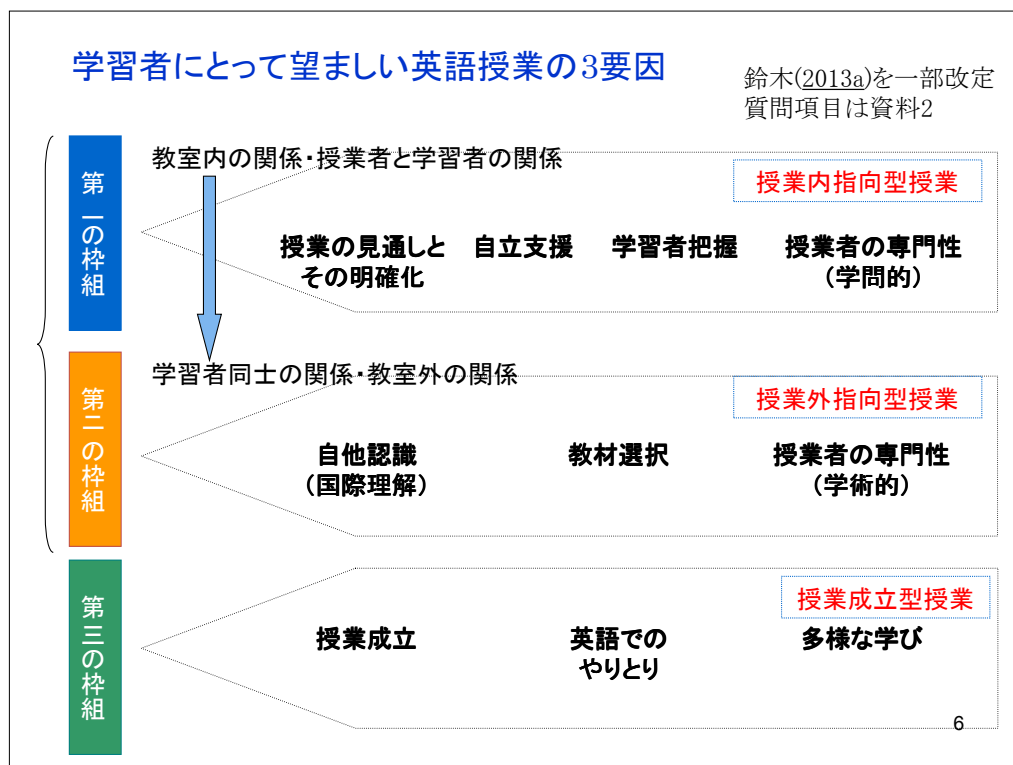 学習者にとって望ましい英語授業の3要因
鈴木(2013a)を一部改定
質問項目は資料2
第一の枠組
教室内の関係・授業者と学習者の関係
授業内指向型授業
授業の見通しと
その明確化
自立支援
学習者把握
授業者の専門性
(学問的)
第二の枠組
学習者同士の関係・教室外の関係
授業外指向型授業
自他認識
(国際理解)
教材選択
授業者の専門性
(学術的)
第三の枠組
授業成立型授業
授業成立
英語での
やりとり
多様な学び
6